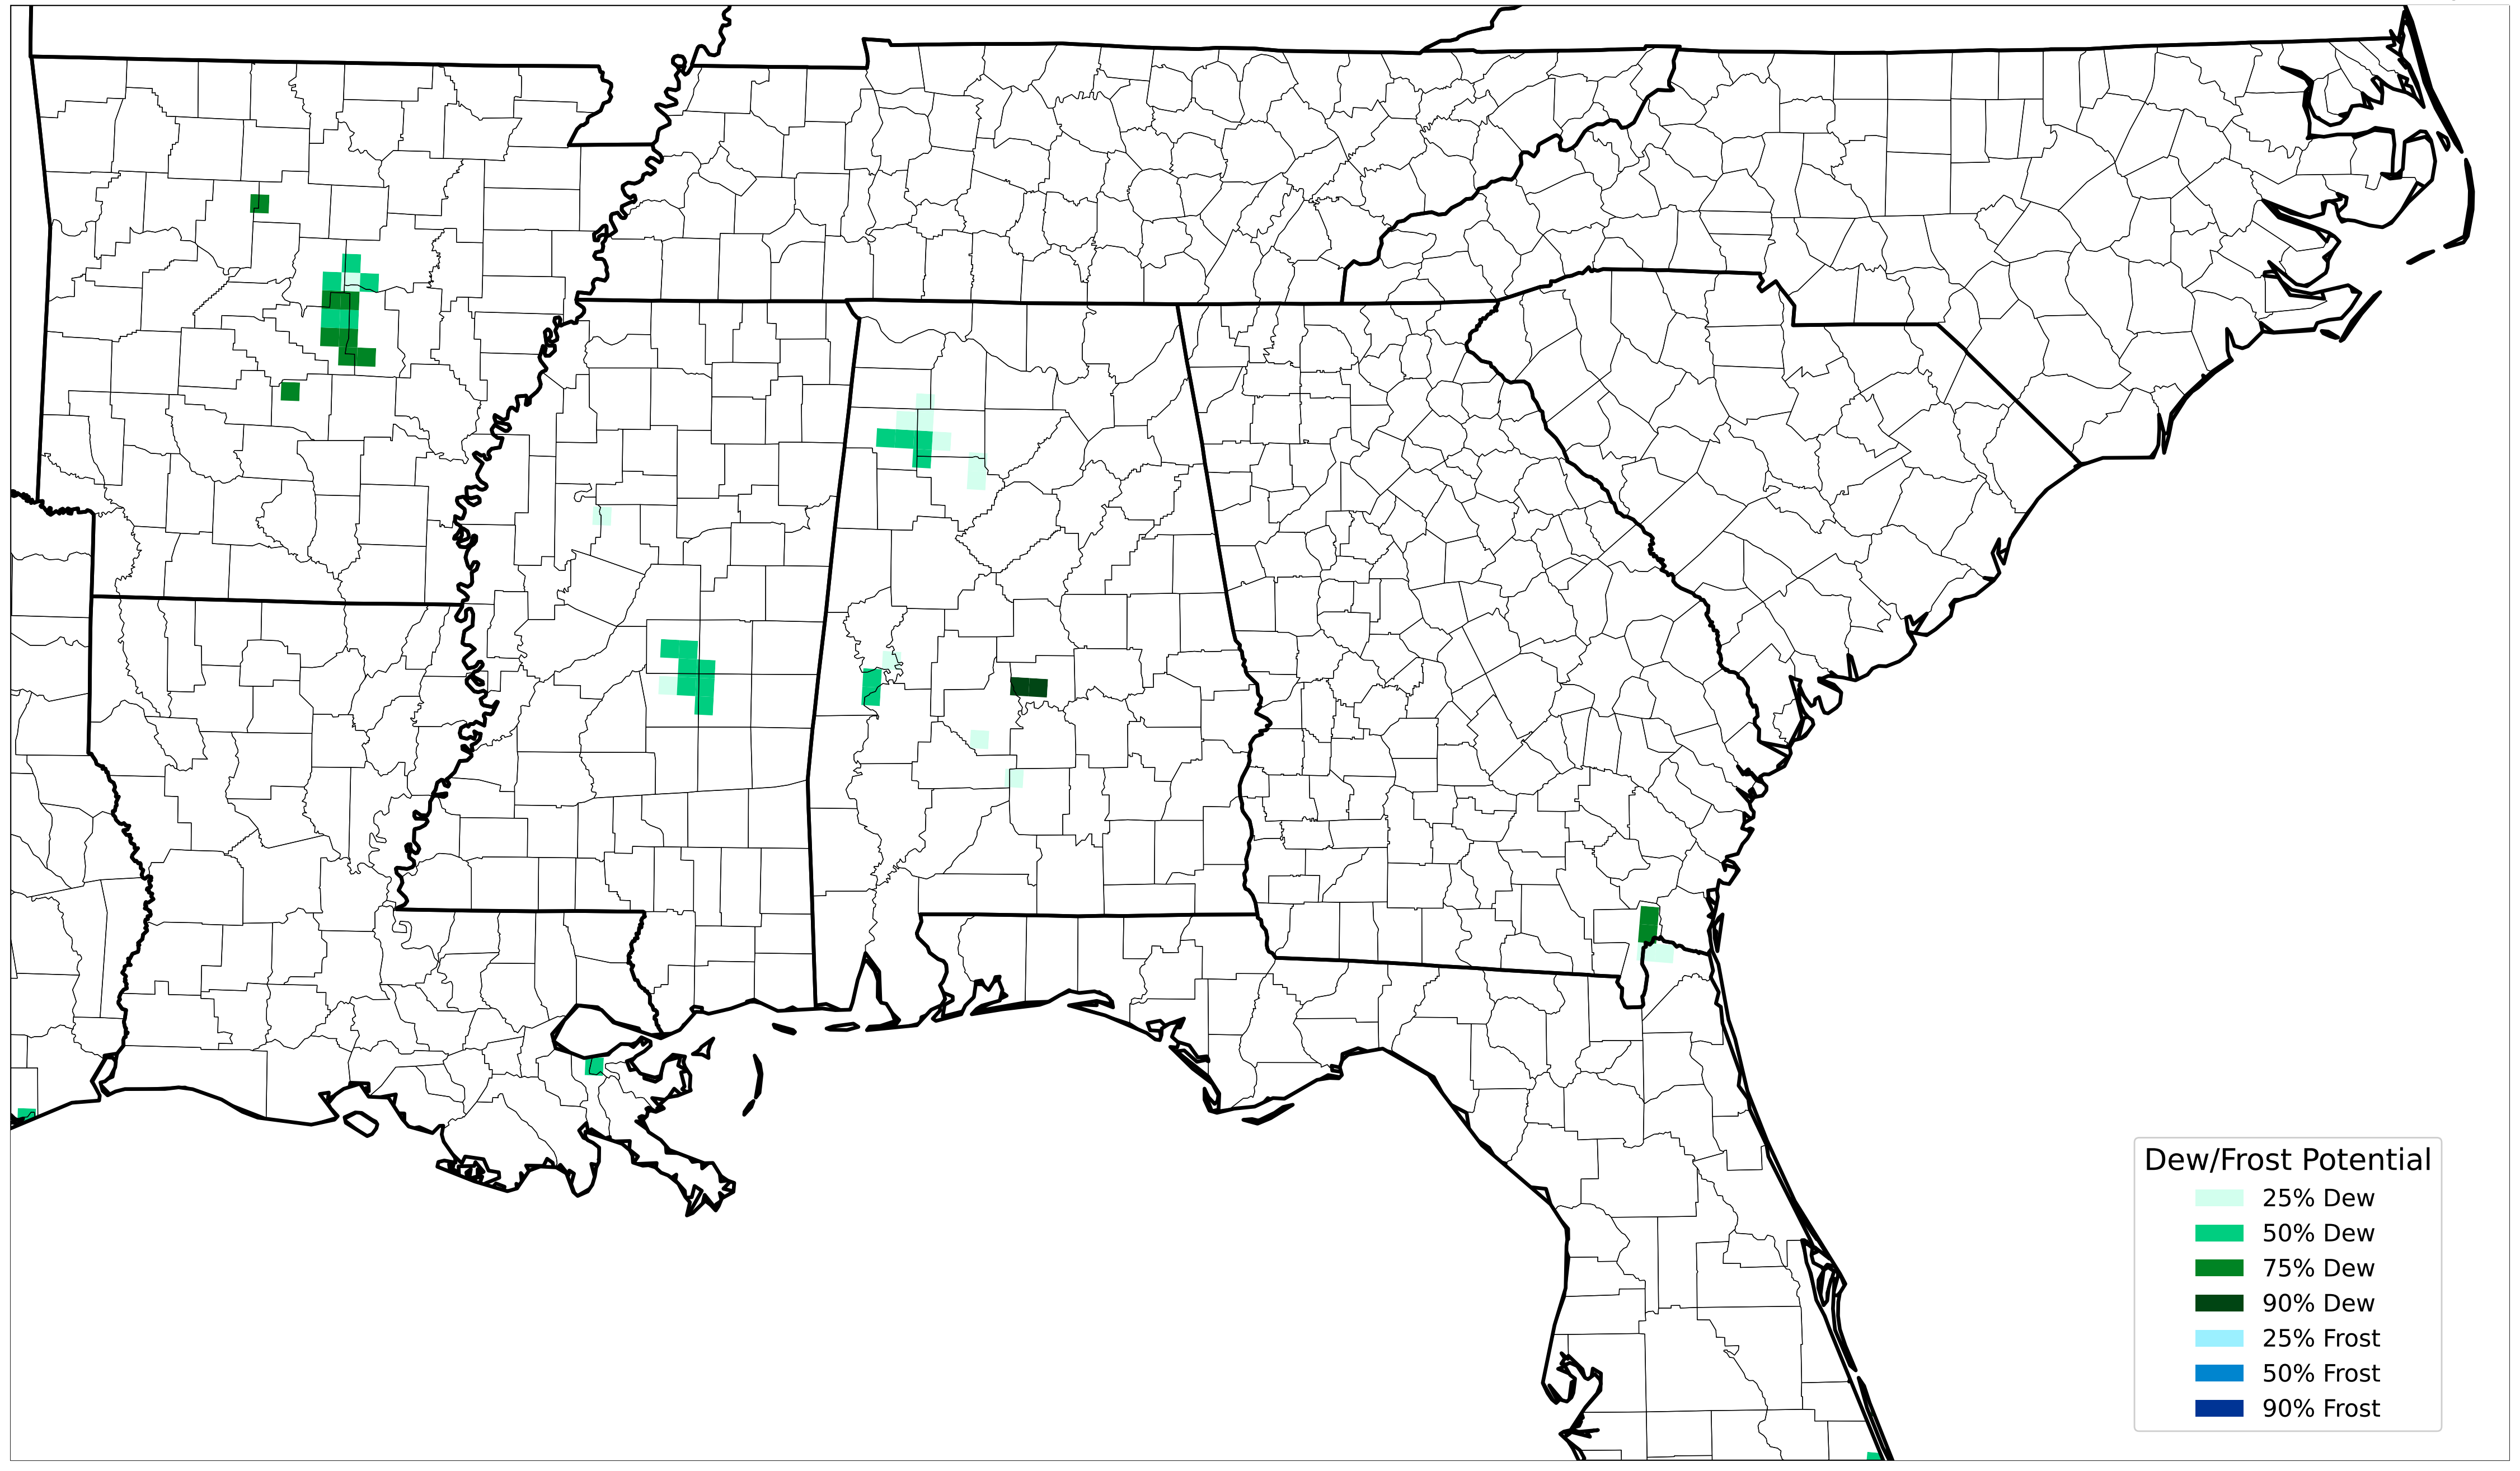 Dew/Frost Potential
25% Dew
50% Dew
75% Dew
90% Dew
25% Frost
50% Frost
90% Frost